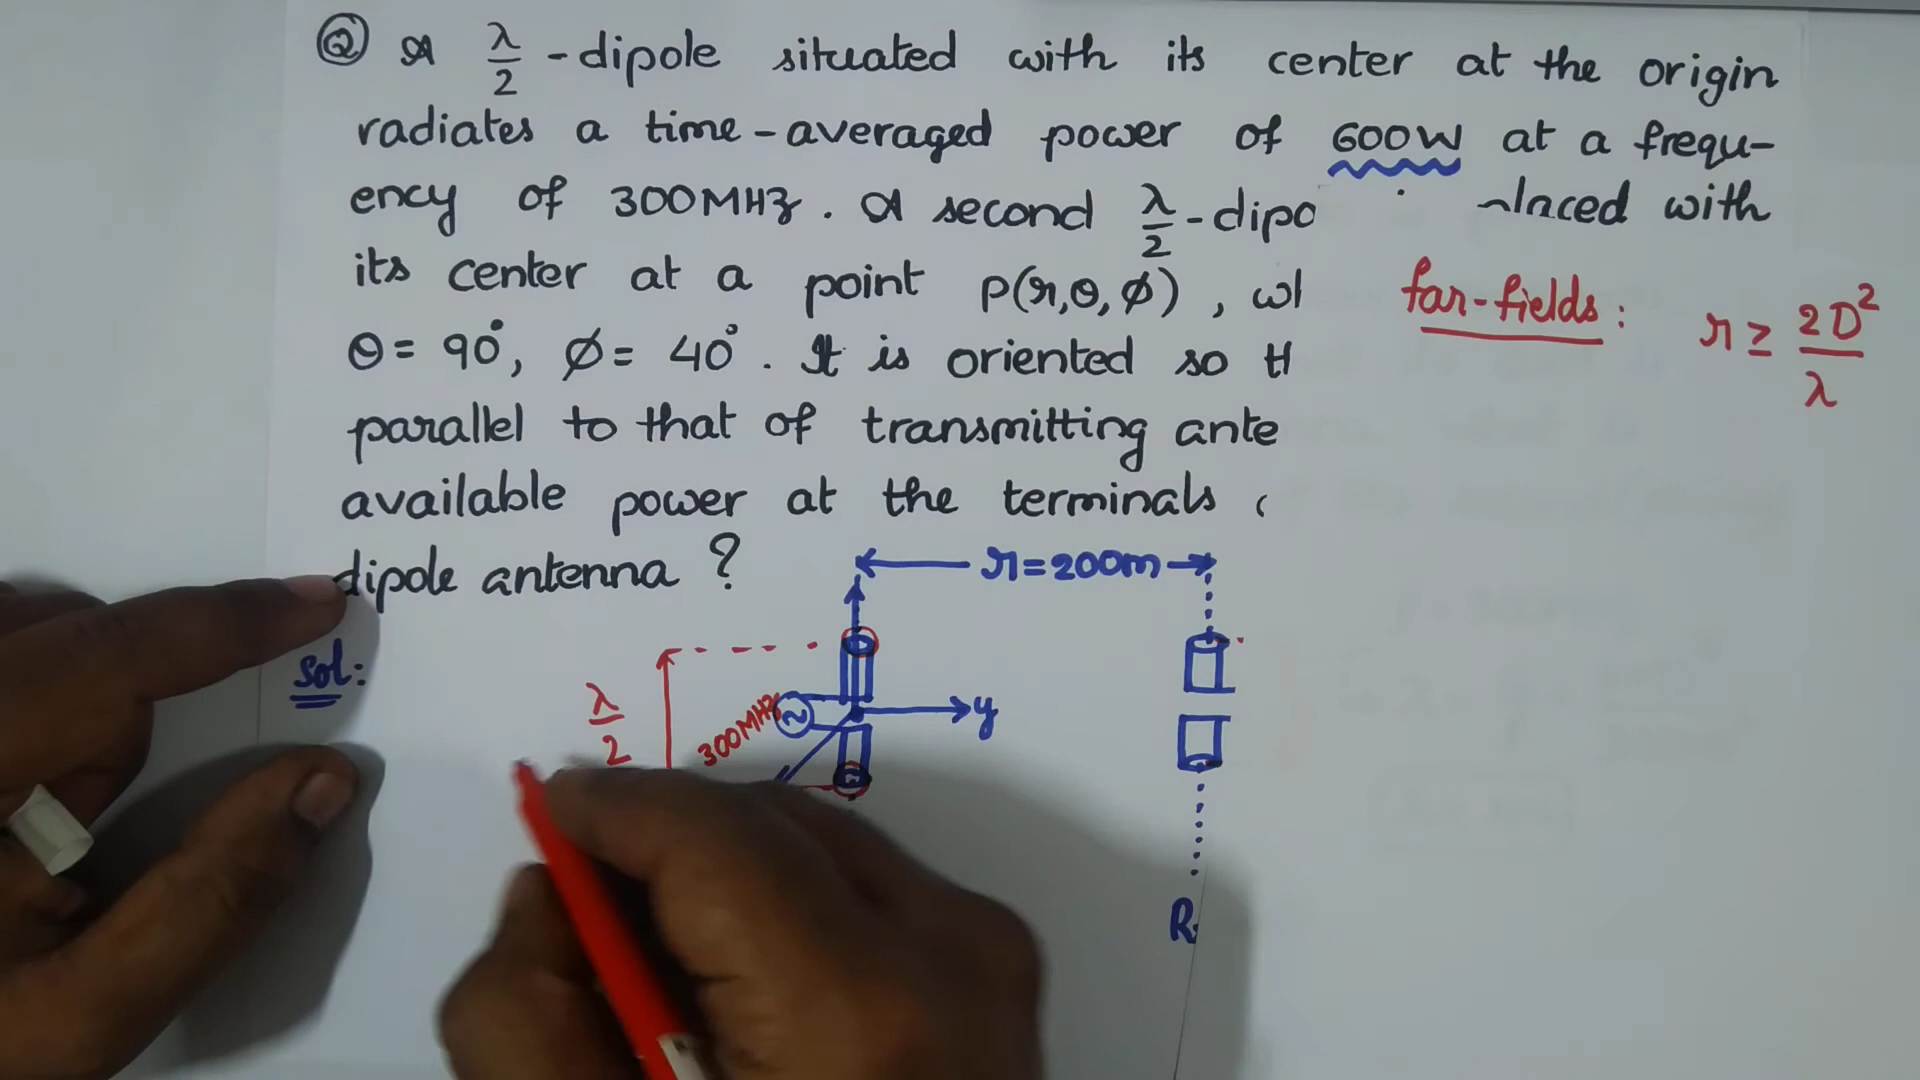 Q A λ/2 - dipole situated with its center at the origin
radiates a time-averaged power of 600W at a frequ-
ency of 300MHz. A second λ/2-dipo placed with
its center at a point P(r,θ,φ), wh
θ= 90°, φ= 40°. It is oriented so th
parallel to that of transmitting ante
available power at the terminals
dipole antenna ?
far-fields: r ≥ 2D²/λ
r=200m
Sol:
λ/2
300MHz
~
y
R